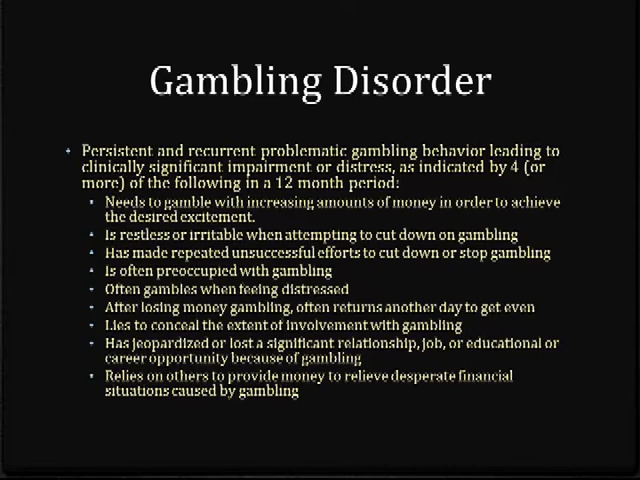 Gambling Disorder
Persistent and recurrent problematic gambling behavior leading to
clinically significant impairment or distress, as indicated by 4 (or
more) of the following in a 12 month period:
Needs to gamble with increasing amounts of money in order to achieve
the desired excitement.
Is restless or irritable when attempting to cut down on gambling
Has made repeated unsuccessful efforts to cut down or stop gambling
Is often preoccupied with gambling
Often gambles when feeling distressed
After losing money gambling, often returns another day to get even
Lies to conceal the extent of involvement with gambling
Has jeopardized or lost a significant relationship, job, or educational or
career opportunity because of gambling
Relies on others to provide money to relieve desperate financial
situations caused by gambling